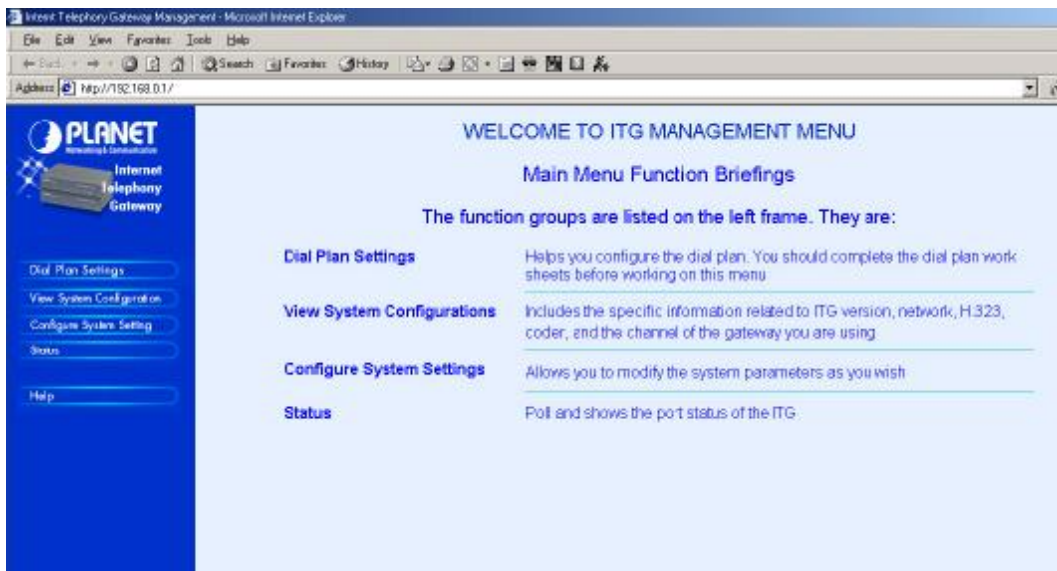 Internt Telephony Gateway Management - Microsoft Internet Explorer
File Edit View Favorites Tools Help
Back Search Favorites History
Address http://192.168.0.1/
PLANET
Networking & Communication
Internet
Telephony
Gateway
Dial Plan Settings
View System Configuration
Configure System Setting
Status
Help
WELCOME TO ITG MANAGEMENT MENU
Main Menu Function Briefings
The function groups are listed on the left frame. They are:
Dial Plan Settings
Helps you configure the dial plan. You should complete the dial plan work
sheets before working on this menu
View System Configurations
Includes the specific information related to ITG version, network, H.323,
coder, and the channel of the gateway you are using
Configure System Settings
Allows you to modify the system parameters as you wish
Status
Poll and shows the port status of the ITG